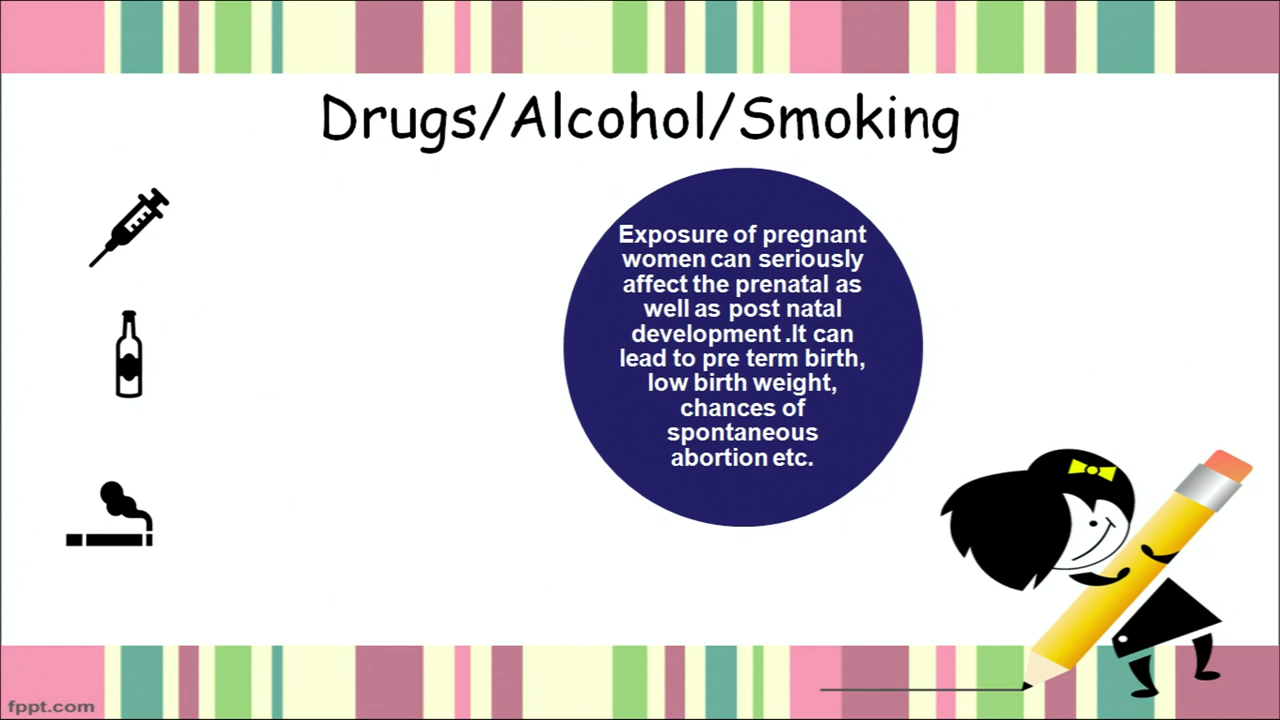 Drugs/Alcohol/Smoking
Exposure of pregnant
women can seriously
affect the prenatal as
well as post natal
development .It can
lead to pre term birth,
low birth weight,
chances of
spontaneous
abortion etc.
fppt.com